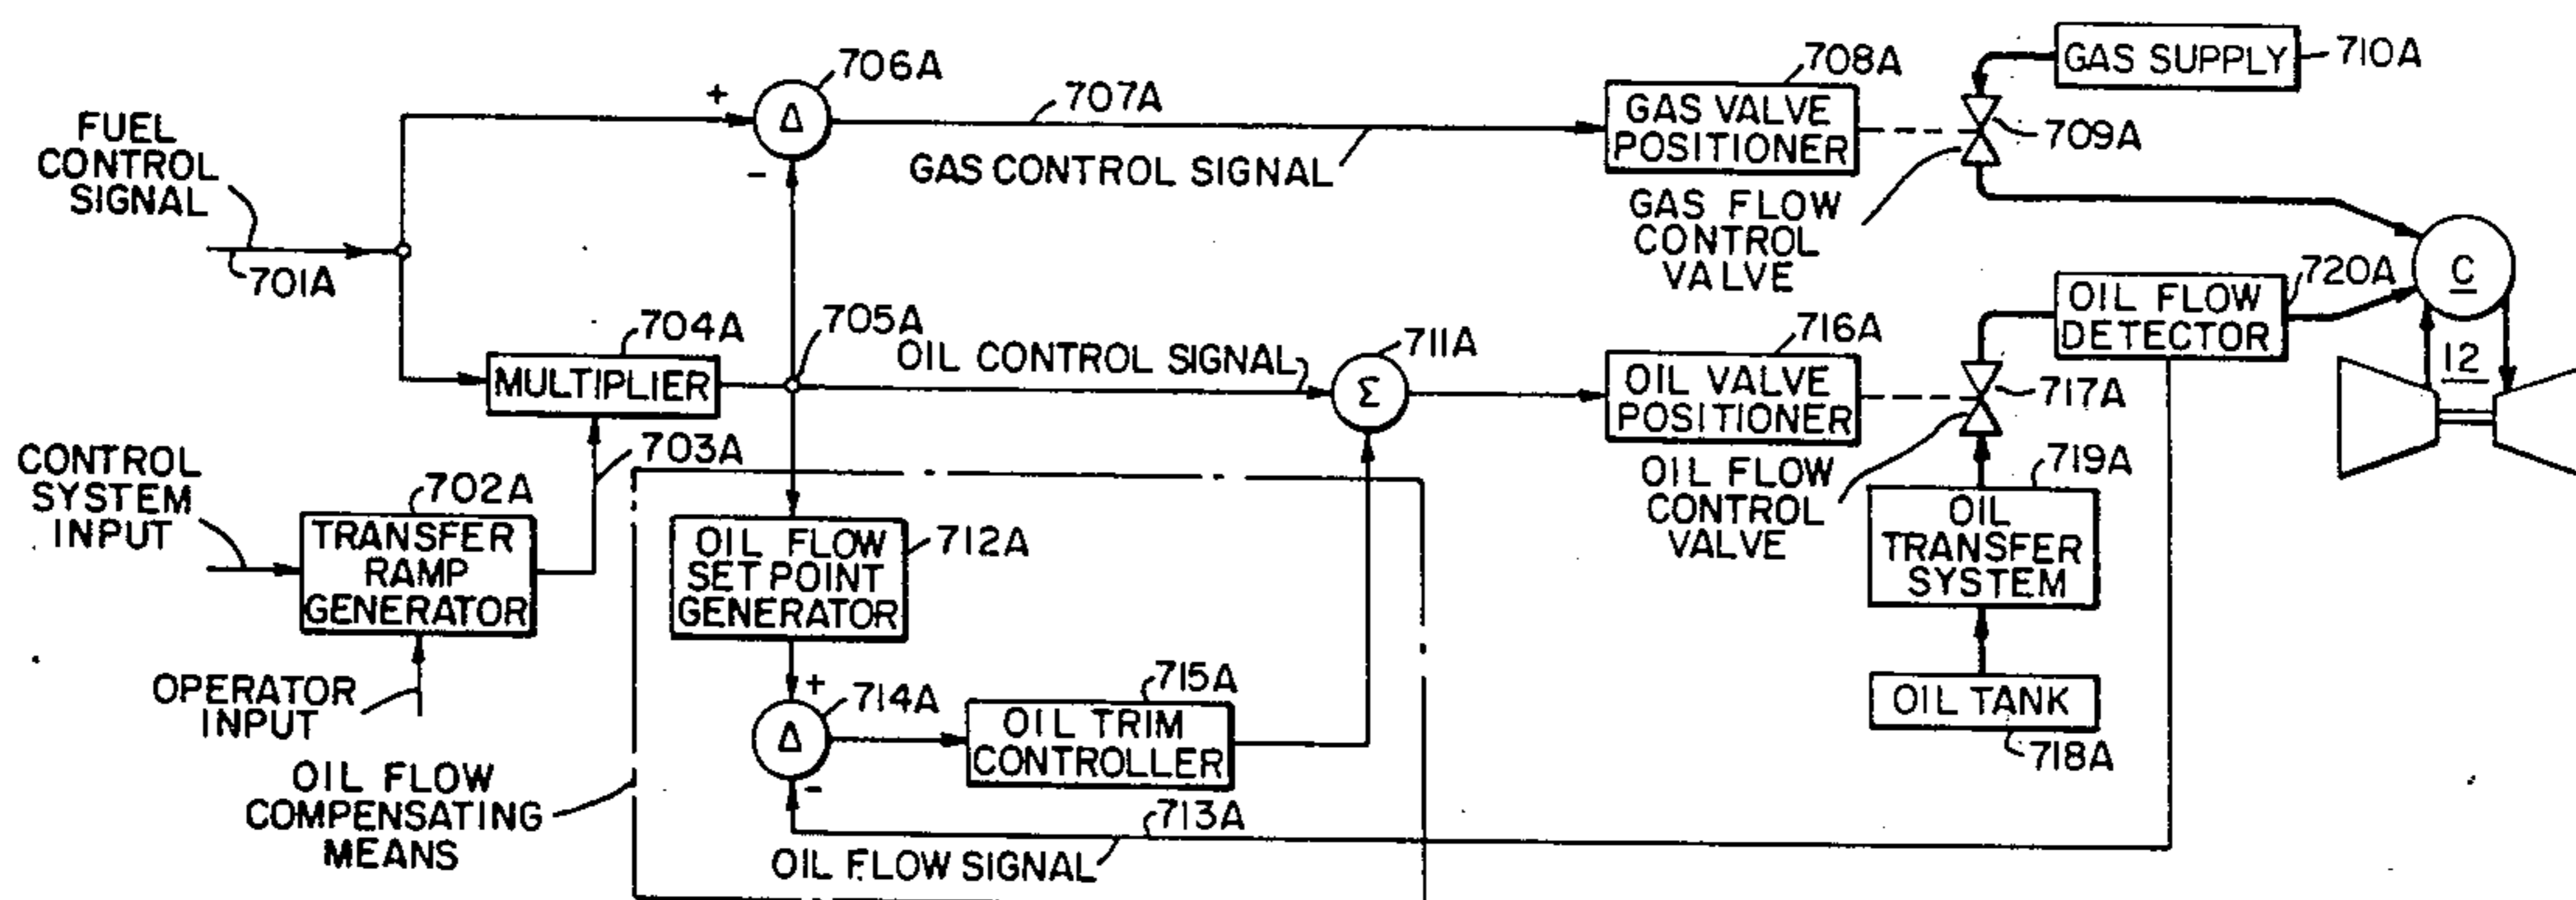 706A
+
Δ
-
707A
GAS CONTROL SIGNAL
708A
GAS VALVE
POSITIONER
GAS SUPPLY
710A
709A
GAS FLOW
CONTROL
VALVE
FUEL
CONTROL
SIGNAL
701A
704A
MULTIPLIER
705A
OIL CONTROL SIGNAL
711A
Σ
716A
OIL VALVE
POSITIONER
OIL FLOW
DETECTOR
720A
C
12
717A
OIL FLOW
CONTROL
VALVE
719A
OIL
TRANSFER
SYSTEM
OIL TANK
718A
CONTROL
SYSTEM
INPUT
702A
703A
TRANSFER
RAMP
GENERATOR
OPERATOR
INPUT
OIL FLOW
SET POINT
GENERATOR
712A
+
714A
Δ
-
715A
OIL TRIM
CONTROLLER
713A
OIL FLOW SIGNAL
OIL FLOW
COMPENSATING
MEANS